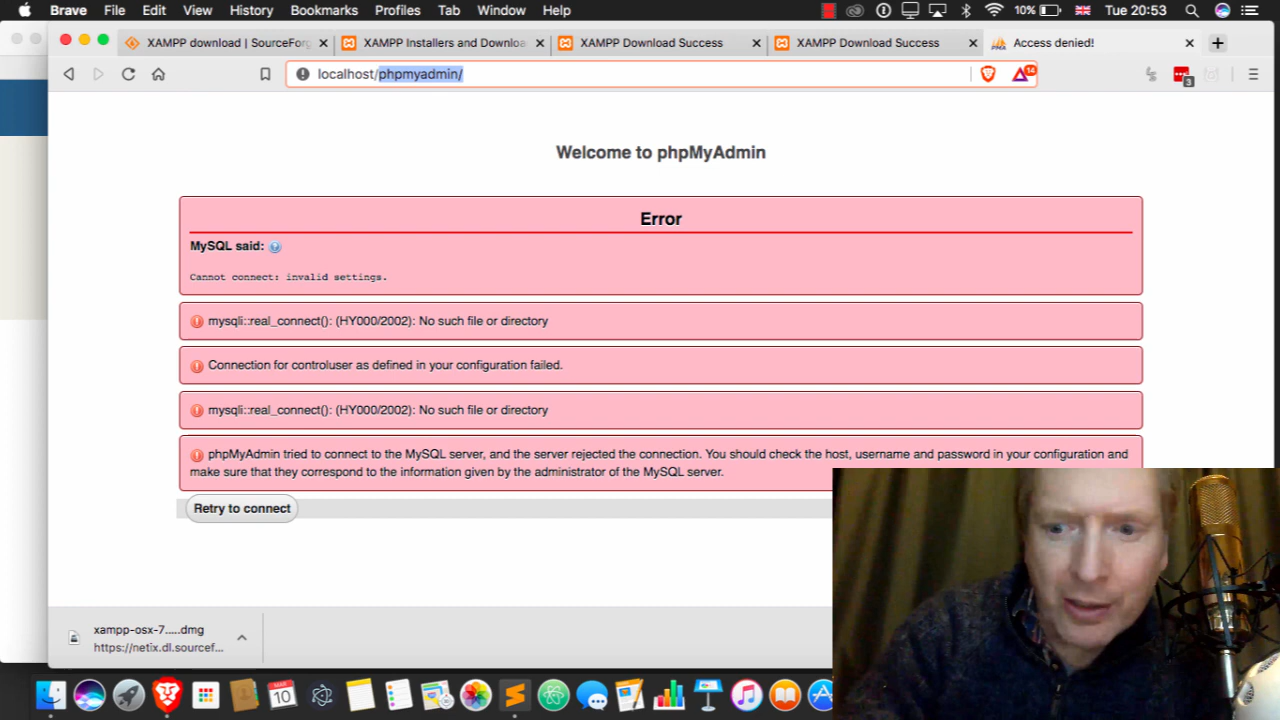 Brave File Edit View History Bookmarks Profiles Tab Window Help 10% Tue 20:53
XAMPP download | SourceForg
XAMPP Installers and Downloa
XAMPP Download Success
XAMPP Download Success
Access denied!
localhost/phpmyadmin/
14
3
Welcome to phpMyAdmin
Error
MySQL said:
Cannot connect: invalid settings.
mysqli::real_connect(): (HY000/2002): No such file or directory
Connection for controluser as defined in your configuration failed.
mysqli::real_connect(): (HY000/2002): No such file or directory
phpMyAdmin tried to connect to the MySQL server, and the server rejected the connection. You should check the host, username and password in your configuration and
make sure that they correspond to the information given by the administrator of the MySQL server.
Retry to connect
xampp-osx-7.....dmg
https://netix.dl.sourcef...
10